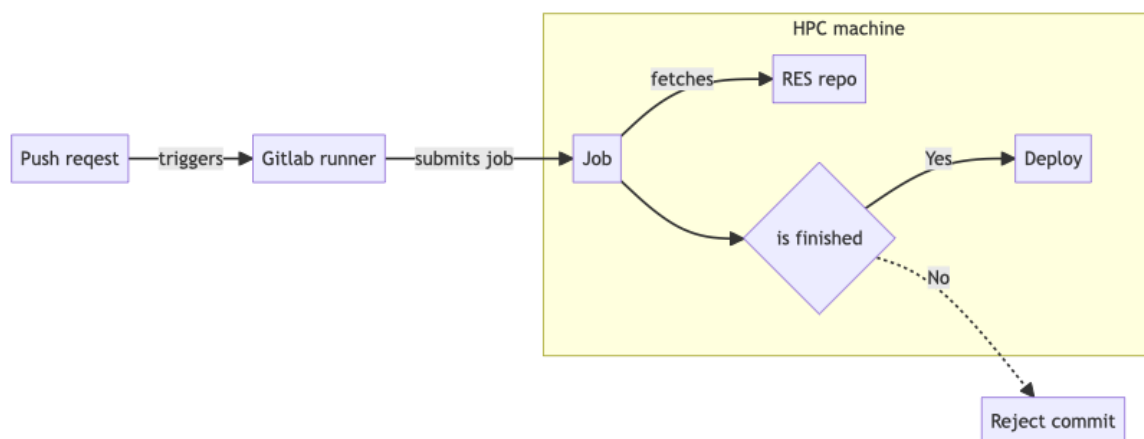 HPC machine
fetches
RES repo
Push reqest
triggers
Gitlab runner
submits job
Job
Yes
Deploy
is finished
No
Reject commit